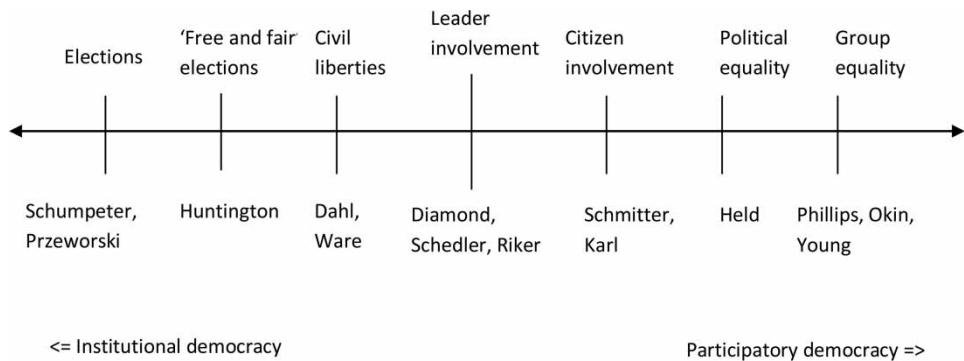 Elections
‘Free and fair’
elections
Civil
liberties
Leader
involvement
Citizen
involvement
Political
equality
Group
equality
Schumpeter,
Przeworski
Huntington
Dahl,
Ware
Diamond,
Schedler, Riker
Schmitter,
Karl
Held
Phillips, Okin,
Young
<= Institutional democracy
Participatory democracy =>